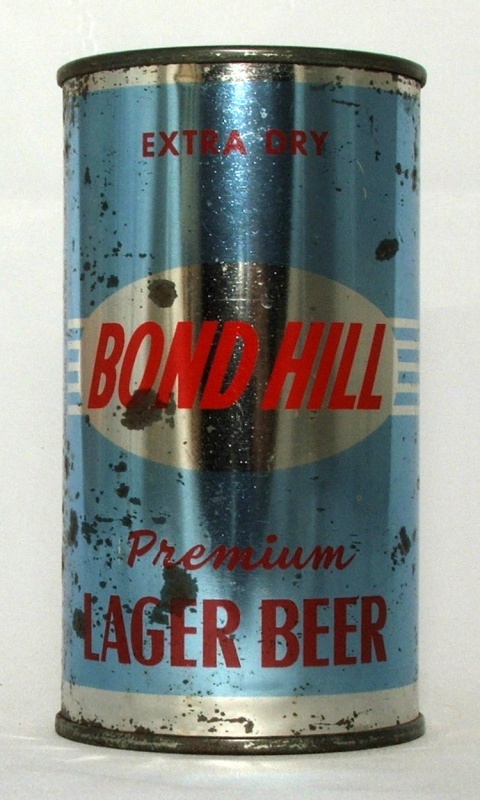 EXTRA DRY
BOND HILL
Premium
LAGER BEER